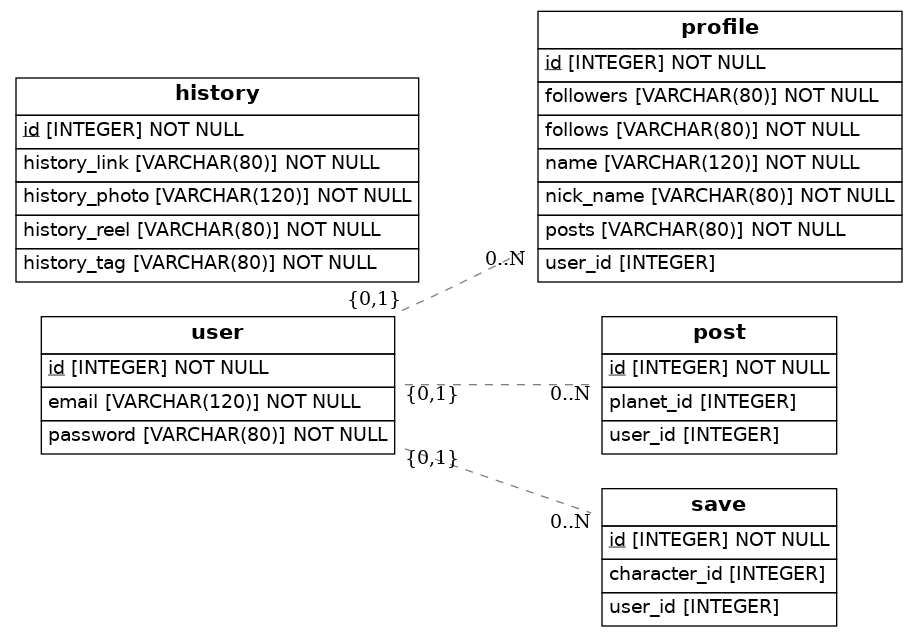 history
id [INTEGER] NOT NULL
history_link [VARCHAR(80)] NOT NULL
history_photo [VARCHAR(120)] NOT NULL
history_reel [VARCHAR(80)] NOT NULL
history_tag [VARCHAR(80)] NOT NULL
profile
id [INTEGER] NOT NULL
followers [VARCHAR(80)] NOT NULL
follows [VARCHAR(80)] NOT NULL
name [VARCHAR(120)] NOT NULL
nick_name [VARCHAR(80)] NOT NULL
posts [VARCHAR(80)] NOT NULL
user_id [INTEGER]
0..N
{0,1}
user
id [INTEGER] NOT NULL
email [VARCHAR(120)] NOT NULL
password [VARCHAR(80)] NOT NULL
{0,1}
0..N
post
id [INTEGER] NOT NULL
planet_id [INTEGER]
user_id [INTEGER]
{0,1}
0..N
save
id [INTEGER] NOT NULL
character_id [INTEGER]
user_id [INTEGER]